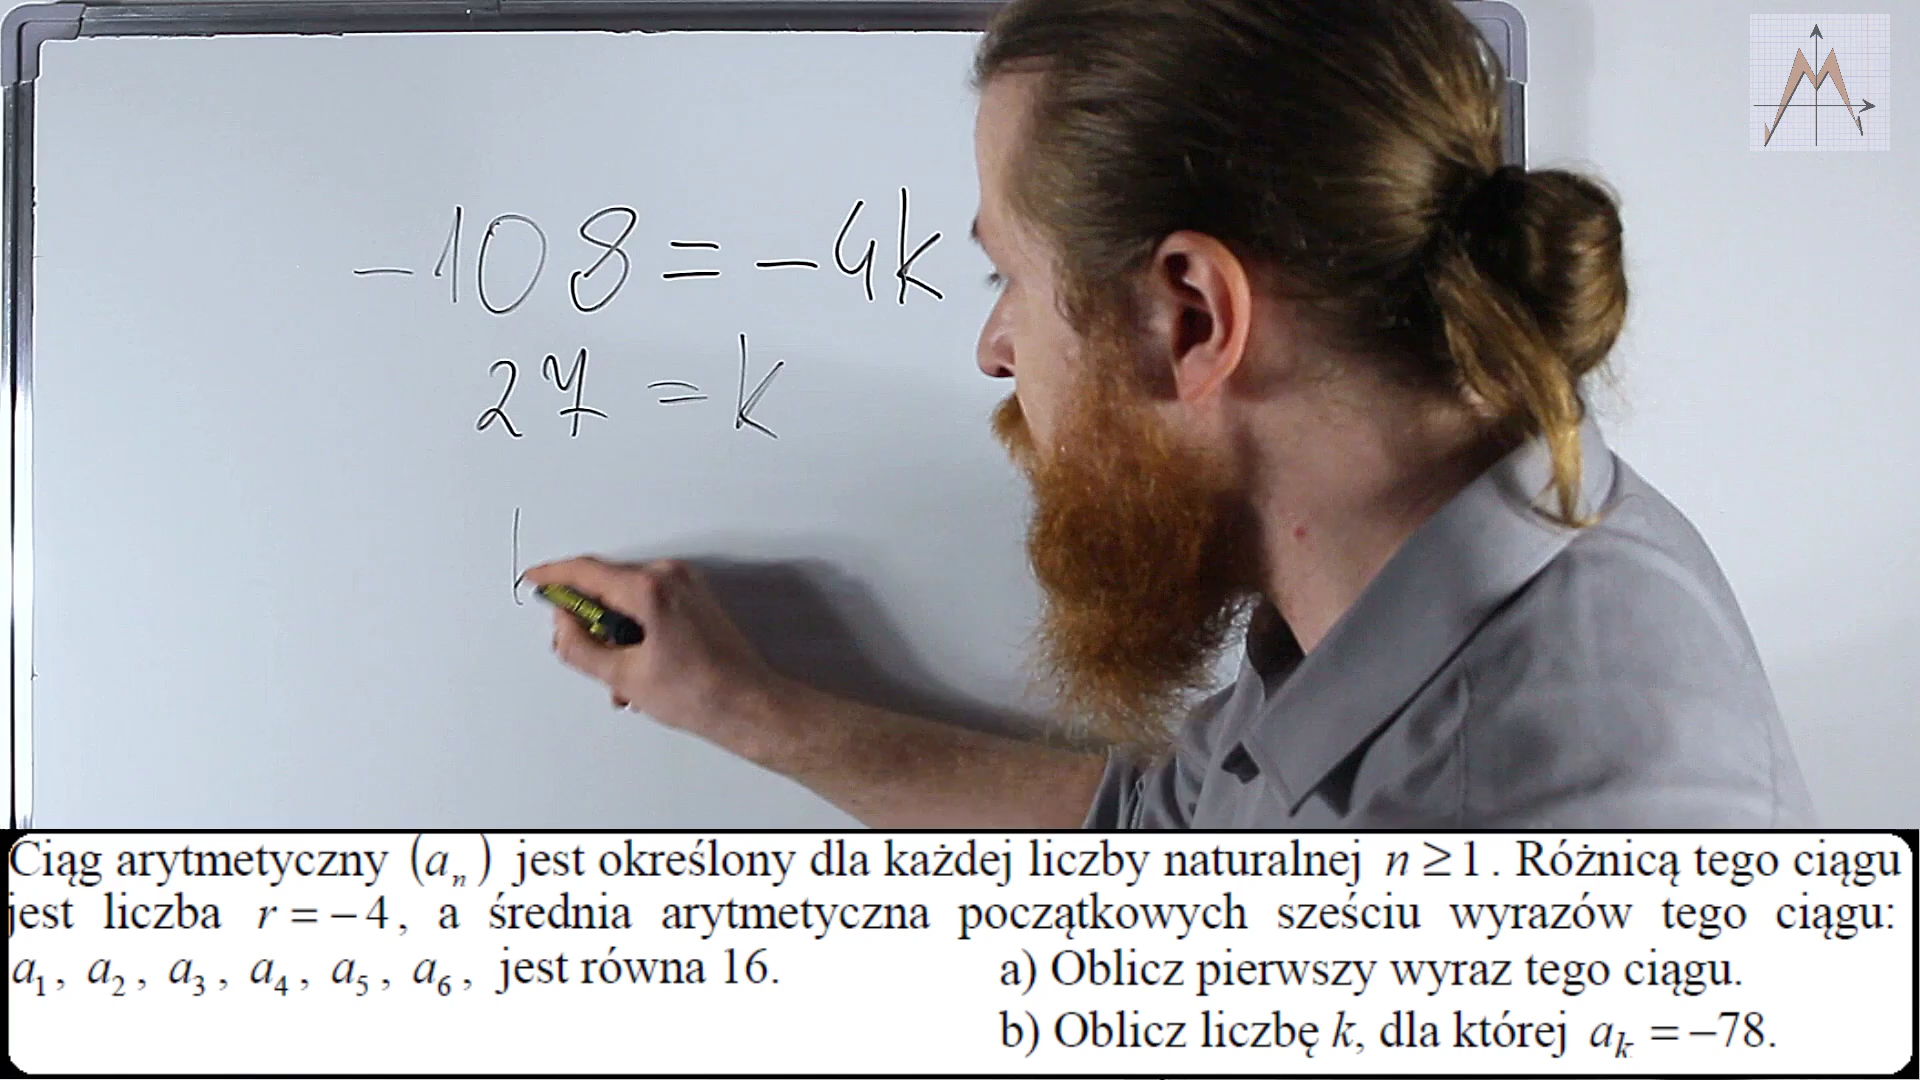 -108 = -4k
27 = k
Ciąg arytmetyczny (aₙ) jest określony dla każdej liczby naturalnej n ≥ 1. Różnicą tego ciągu
jest liczba r = −4, a średnia arytmetyczna początkowych sześciu wyrazów tego ciągu:
a₁, a₂, a₃, a₄, a₅, a₆, jest równa 16.
a) Oblicz pierwszy wyraz tego ciągu.
b) Oblicz liczbę k, dla której aₖ = −78.